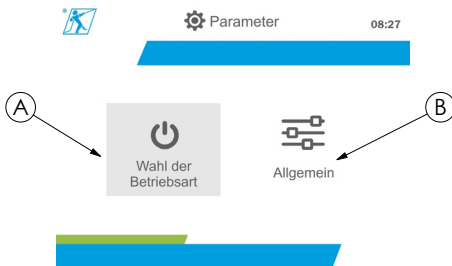 Parameter
08:27
A
B
Wahl der
Betriebsart
Allgemein